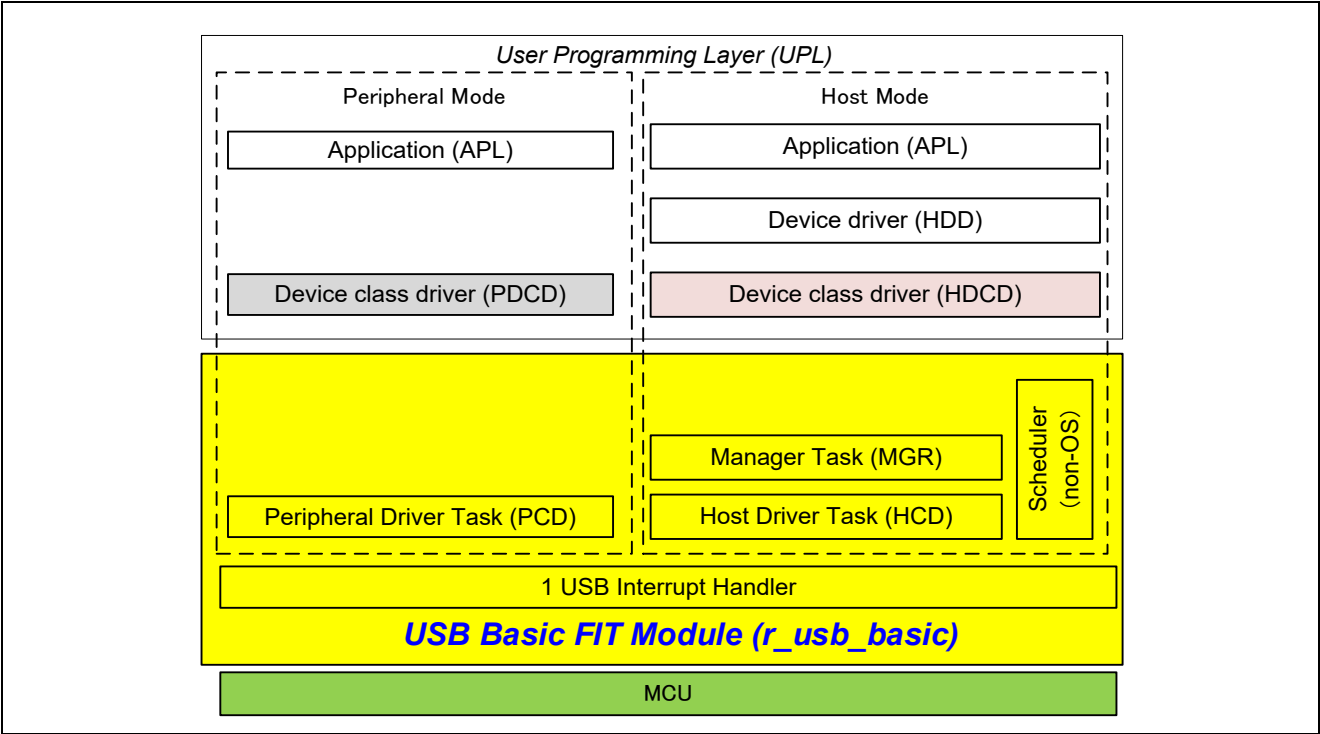 User Programming Layer (UPL)
Peripheral Mode
Host Mode
Application (APL)
Application (APL)
Device driver (HDD)
Device class driver (PDCD)
Device class driver (HDCD)
Scheduler
(non-OS)
Manager Task (MGR)
Peripheral Driver Task (PCD)
Host Driver Task (HCD)
1 USB Interrupt Handler
USB Basic FIT Module (r_usb_basic)
MCU